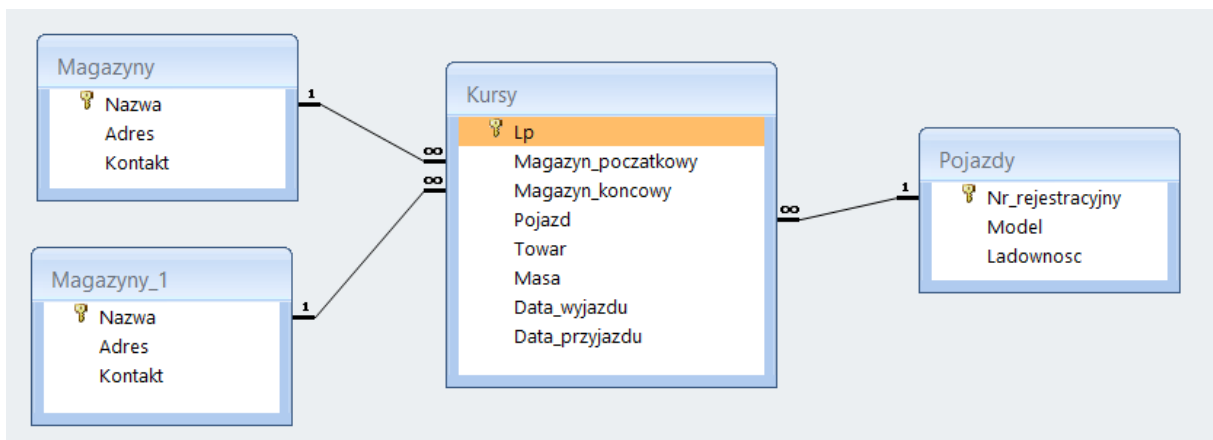 Magazyny
Nazwa
Adres
Kontakt
1
∞
Magazyny_1
Nazwa
Adres
Kontakt
1
∞
Kursy
Lp
Magazyn_poczatkowy
Magazyn_koncowy
Pojazd
Towar
Masa
Data_wyjazdu
Data_przyjazdu
∞
1
Pojazdy
Nr_rejestracyjny
Model
Ladownosc